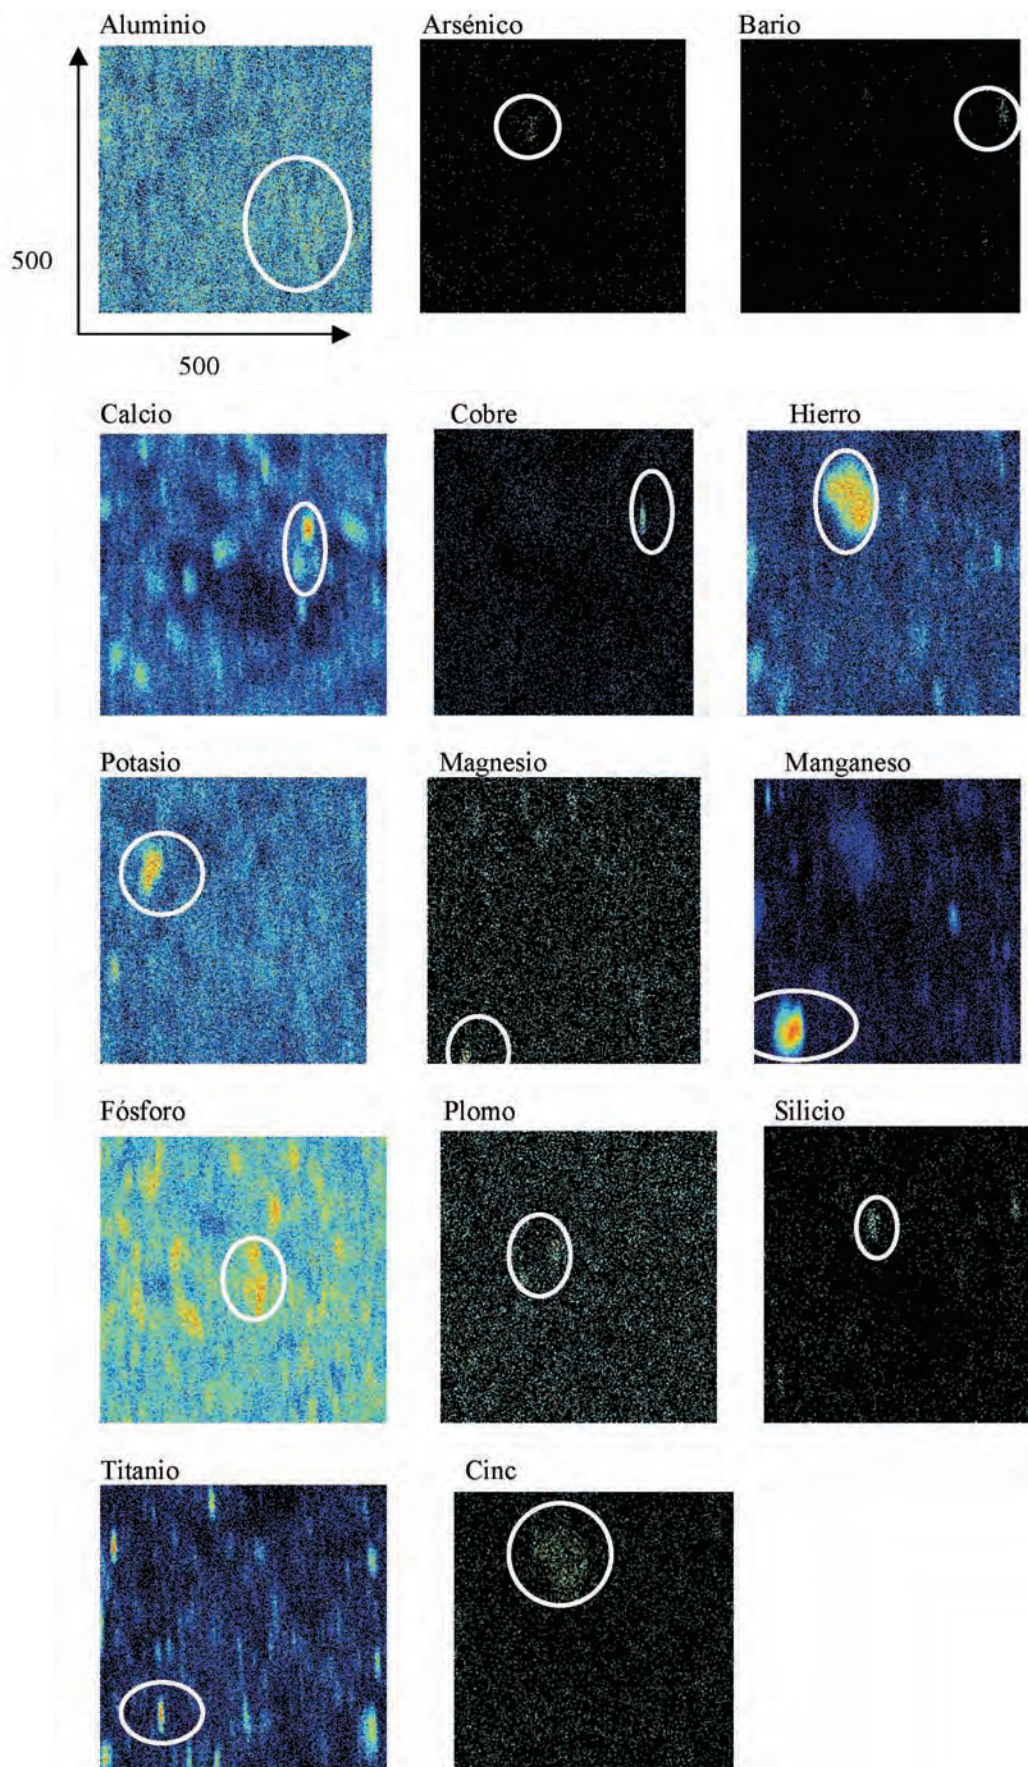 Aluminio
Arsénico
Bario
500
500
Calcio
Cobre
Hierro
Potasio
Magnesio
Manganeso
Fósforo
Plomo
Silicio
Titanio
Cinc